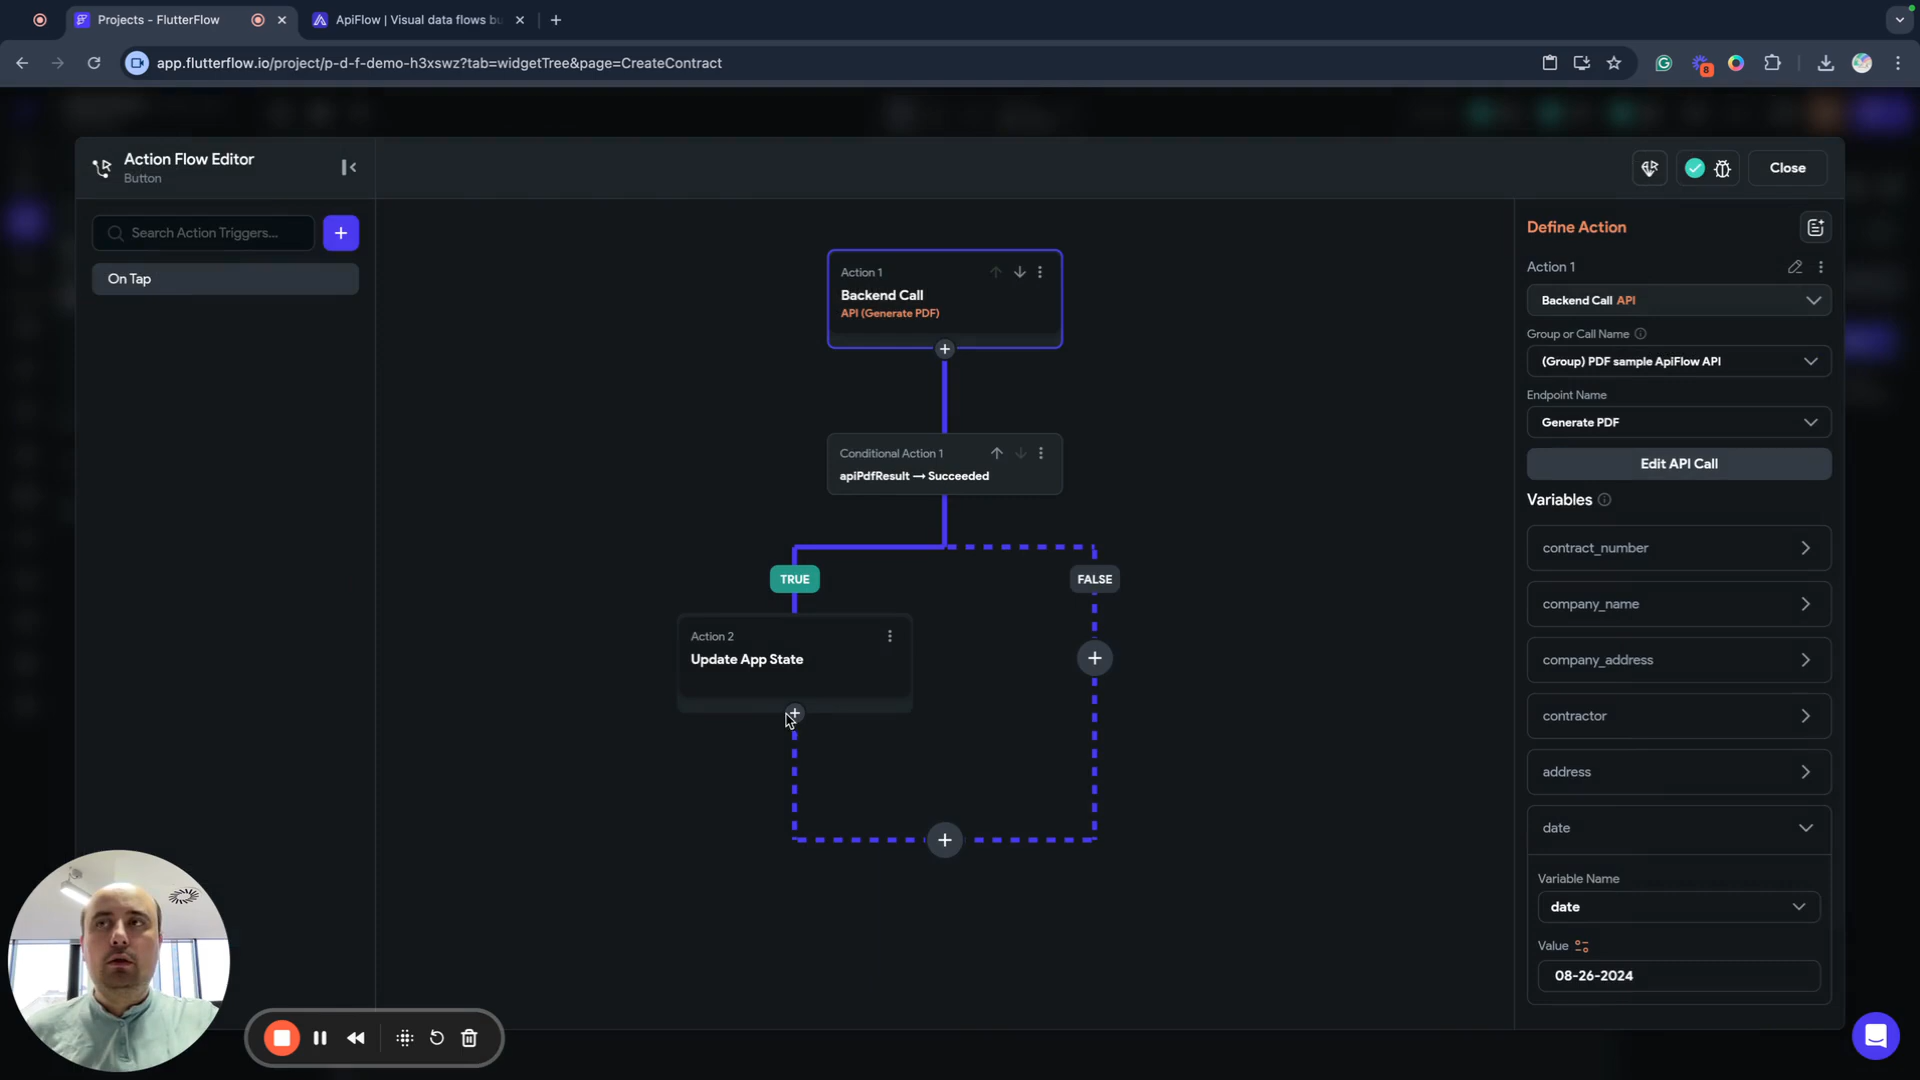 Projects - FlutterFlow
ApiFlow | Visual data flows bu
app.flutterflow.io/project/p-d-f-demo-h3xswz?tab=widgetTree&page=CreateContract
8
Action Flow Editor
Button
Close
Search Action Triggers...
On Tap
Action 1
Backend Call
API (Generate PDF)
Conditional Action 1
apiPdfResult → Succeeded
TRUE
FALSE
Action 2
Update App State
Define Action
Action 1
Backend Call API
Group or Call Name
(Group) PDF sample ApiFlow API
Endpoint Name
Generate PDF
Edit API Call
Variables
contract_number
company_name
company_address
contractor
address
date
Variable Name
date
Value
08-26-2024